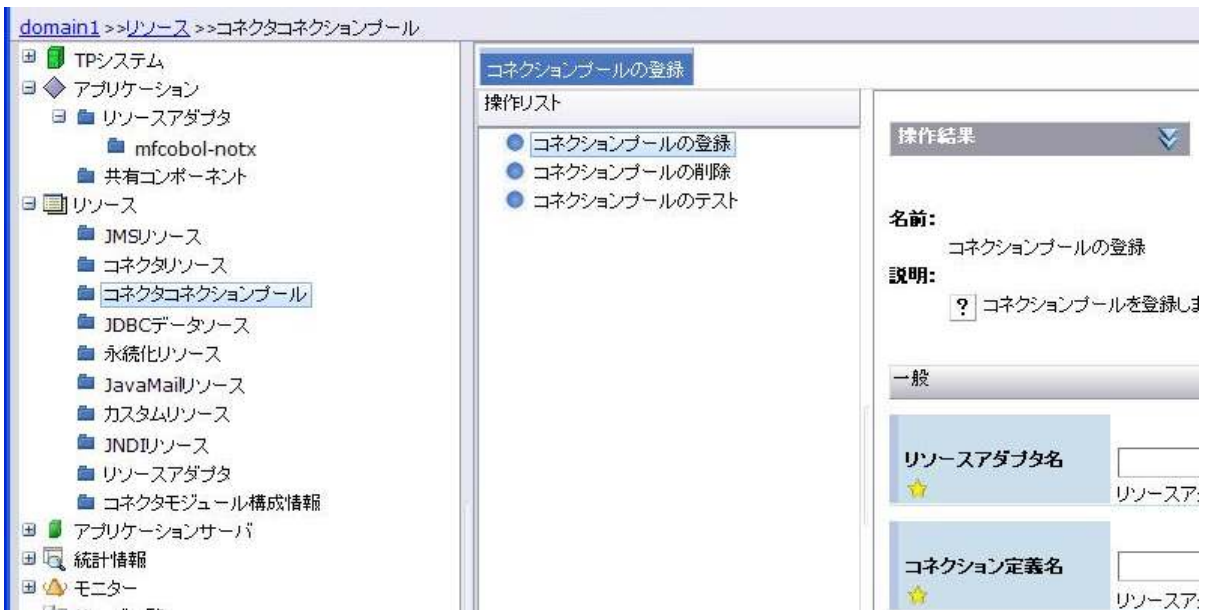 domain1 >>リソース >>コネクタコネクションプール
TPシステム
アプリケーション
リソースアダプタ
mfcobol-notx
共有コンポーネント
リソース
JMSリソース
コネクタリソース
コネクタコネクションプール
JDBCデータソース
永続化リソース
JavaMailリソース
カスタムリソース
JNDIリソース
リソースアダプタ
コネクタモジュール構成情報
アプリケーションサーバ
統計情報
モニター
コネクションプールの登録
操作リスト
コネクションプールの登録
コネクションプールの削除
コネクションプールのテスト
操作結果
名前:
コネクションプールの登録
説明:
? コネクションプールを登録しま
一般
リソースアダプタ名
リソースア
コネクション定義名
リソースア